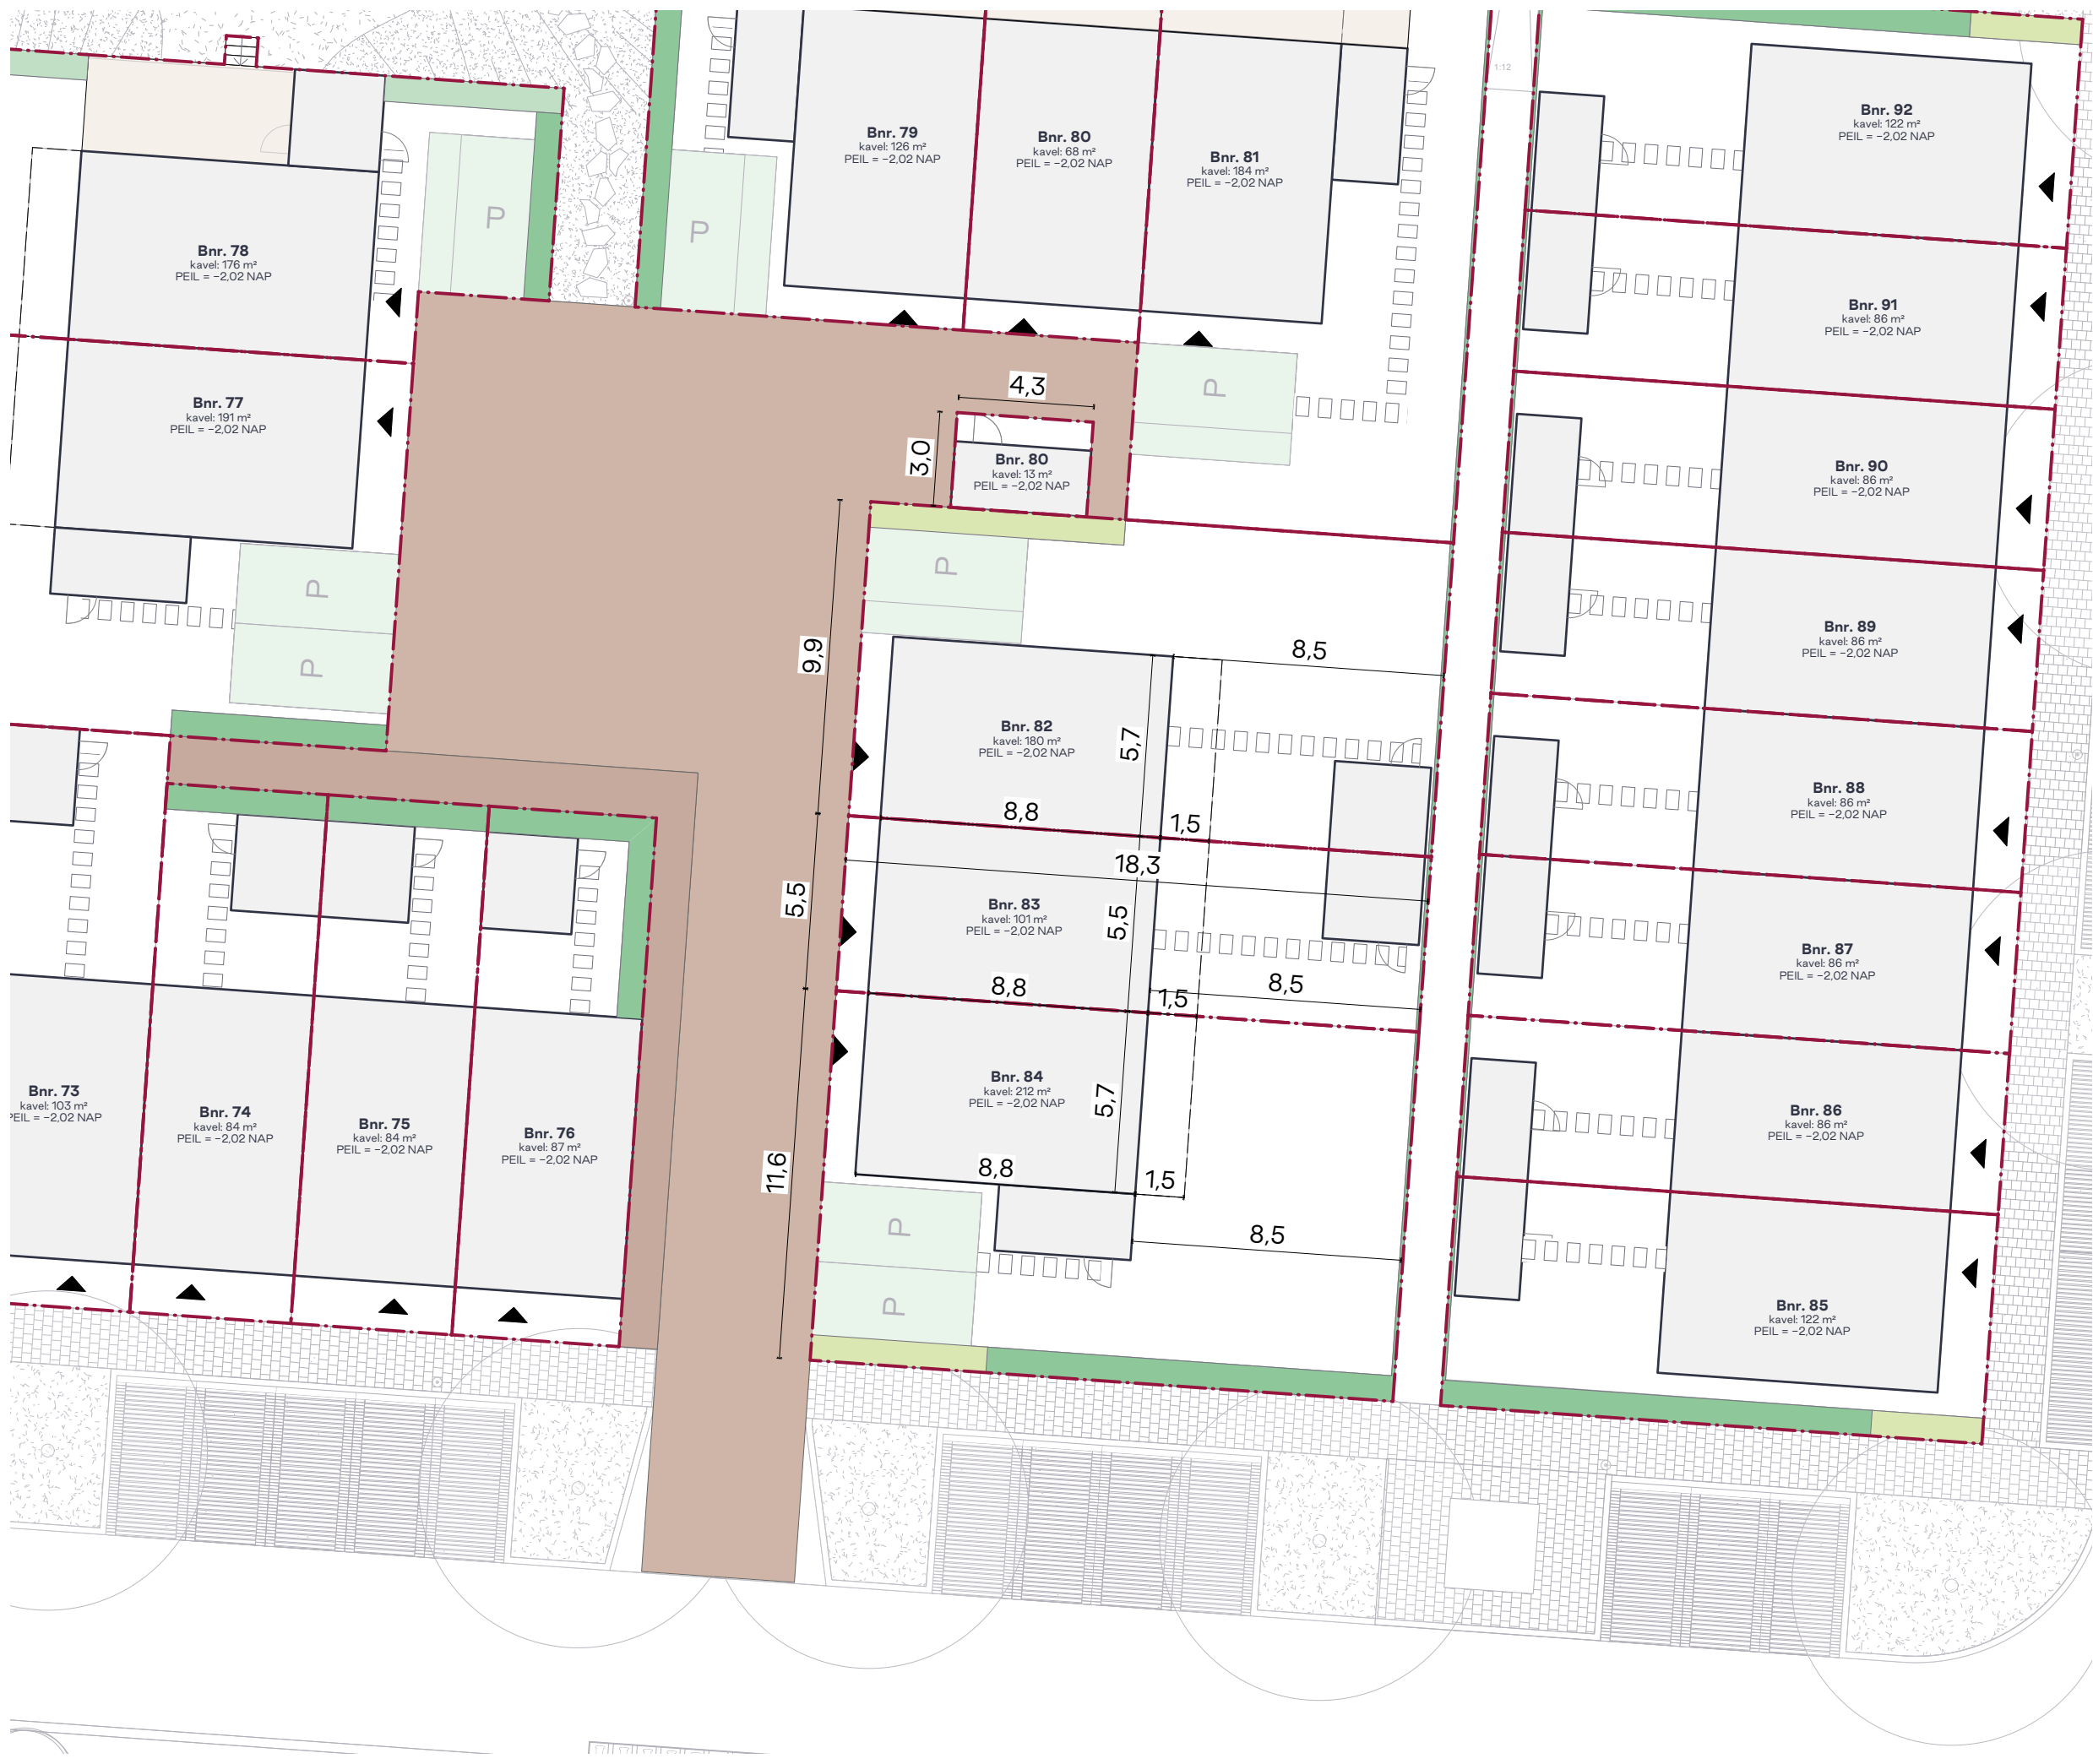 1:12
Bnr. 92
kavel: 122 m²
PEIL = −2,02 NAP
Bnr. 79
kavel: 126 m²
PEIL = −2,02 NAP
Bnr. 80
kavel: 68 m²
PEIL = −2,02 NAP
Bnr. 81
kavel: 184 m²
PEIL = −2,02 NAP
P
P
Bnr. 78
kavel: 176 m²
PEIL = −2,02 NAP
Bnr. 91
kavel: 86 m²
PEIL = −2,02 NAP
4,3
P
Bnr. 77
kavel: 191 m²
PEIL = −2,02 NAP
3,0
Bnr. 80
kavel: 13 m²
PEIL = −2,02 NAP
Bnr. 90
kavel: 86 m²
PEIL = −2,02 NAP
P
P
P
9,9
8,5
Bnr. 89
kavel: 86 m²
PEIL = −2,02 NAP
Bnr. 82
kavel: 180 m²
PEIL = −2,02 NAP
5,7
Bnr. 88
kavel: 86 m²
PEIL = −2,02 NAP
8,8
1,5
18,3
5,5
Bnr. 83
kavel: 101 m²
PEIL = −2,02 NAP
5,5
Bnr. 87
kavel: 86 m²
PEIL = −2,02 NAP
8,8
1,5
8,5
Bnr. 73
kavel: 103 m²
PEIL = −2,02 NAP
Bnr. 74
kavel: 84 m²
PEIL = −2,02 NAP
Bnr. 75
kavel: 84 m²
PEIL = −2,02 NAP
Bnr. 76
kavel: 87 m²
PEIL = −2,02 NAP
Bnr. 84
kavel: 212 m²
PEIL = −2,02 NAP
5,7
Bnr. 86
kavel: 86 m²
PEIL = −2,02 NAP
11,6
8,8
1,5
P
8,5
P
Bnr. 85
kavel: 122 m²
PEIL = −2,02 NAP